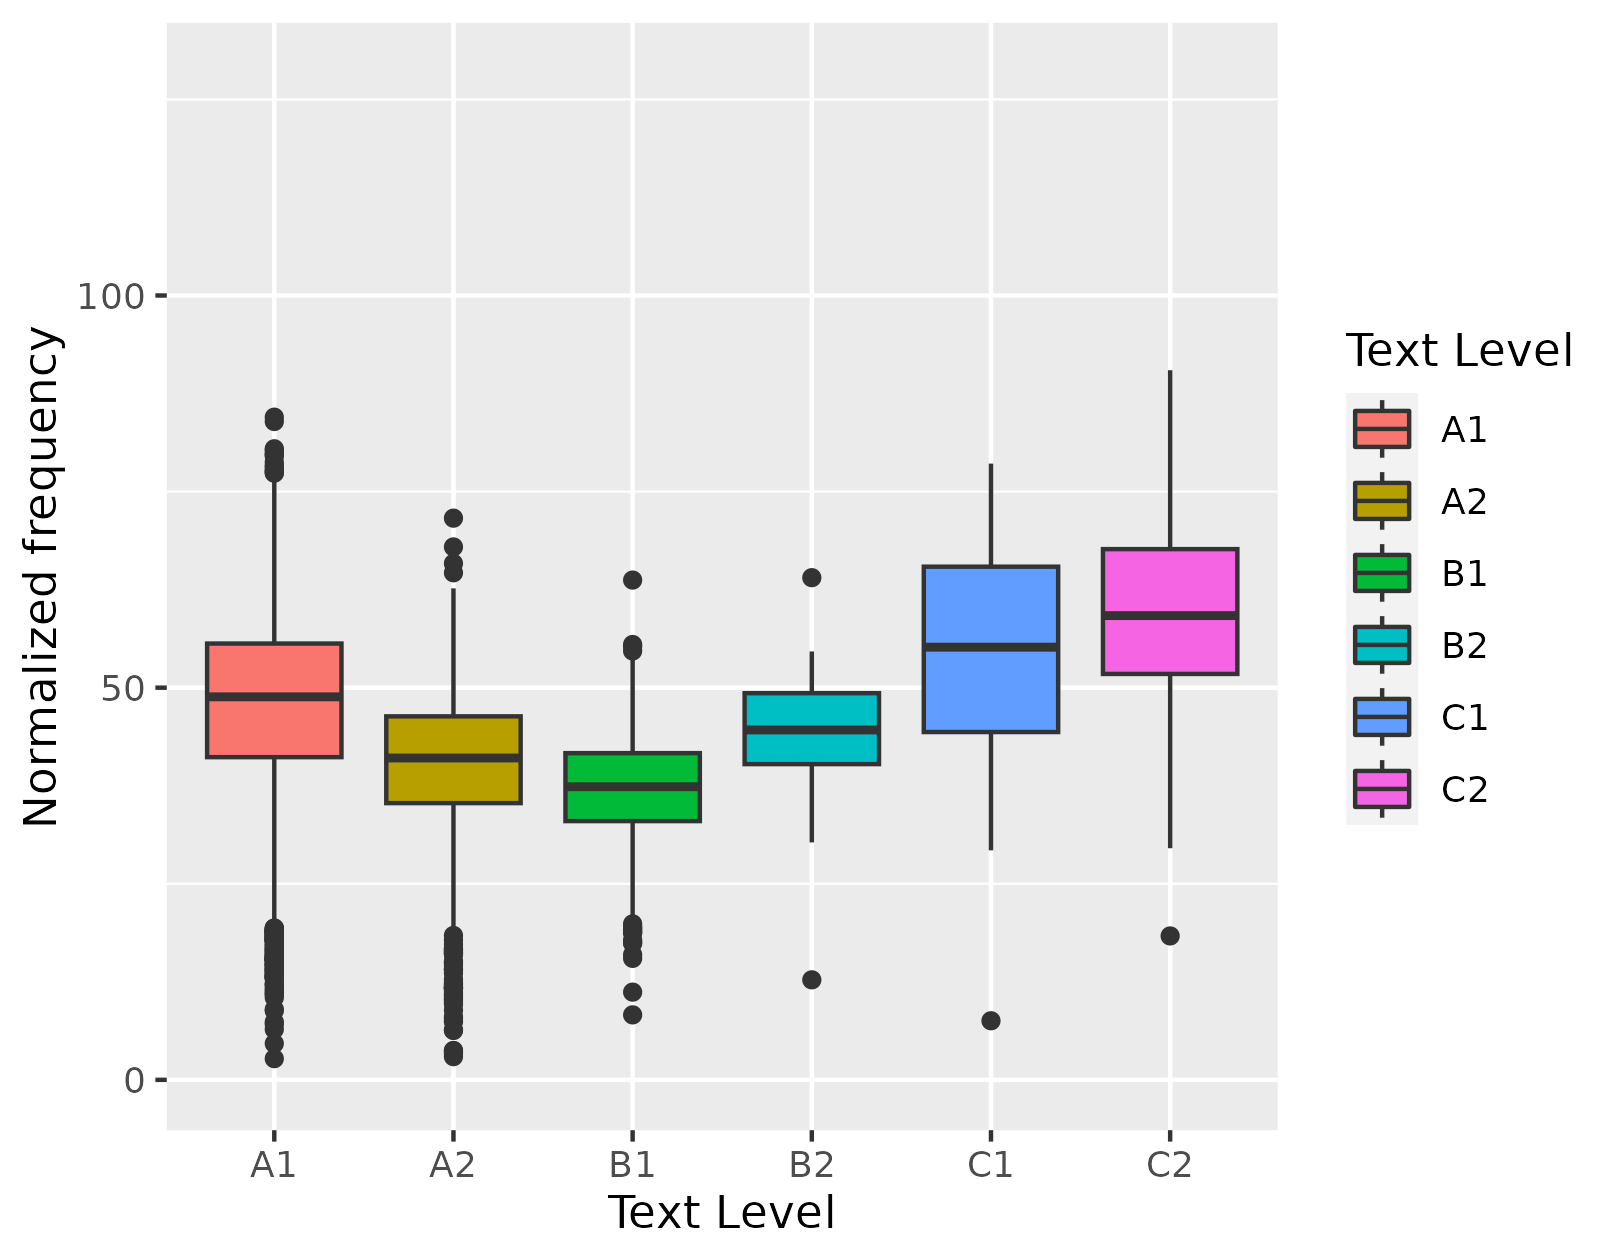 Normalized frequency
100
50
0
A1 A2 B1 B2 C1 C2
Text Level
Text Level
A1
A2
B1
B2
C1
C2